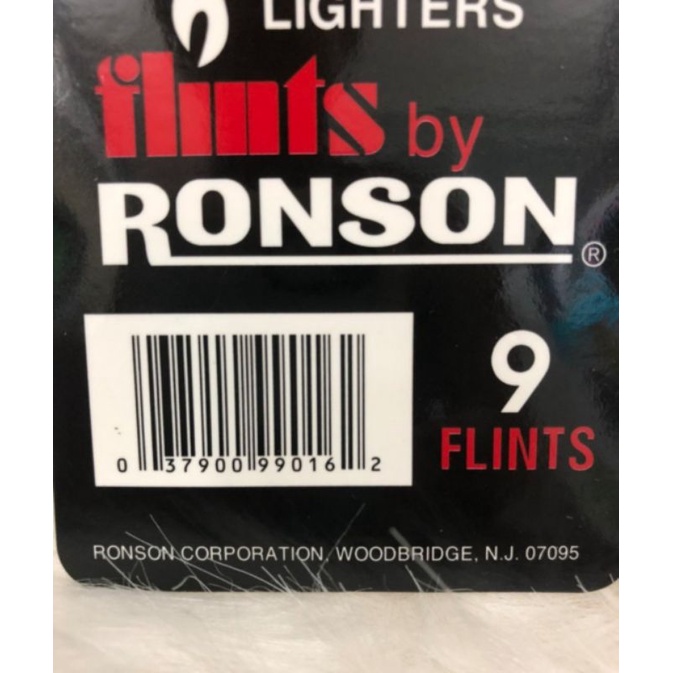 LIGHTERS
flints by
RONSON®
9
FLINTS
0 37900 99016 2
RONSON CORPORATION, WOODBRIDGE, N.J. 07095